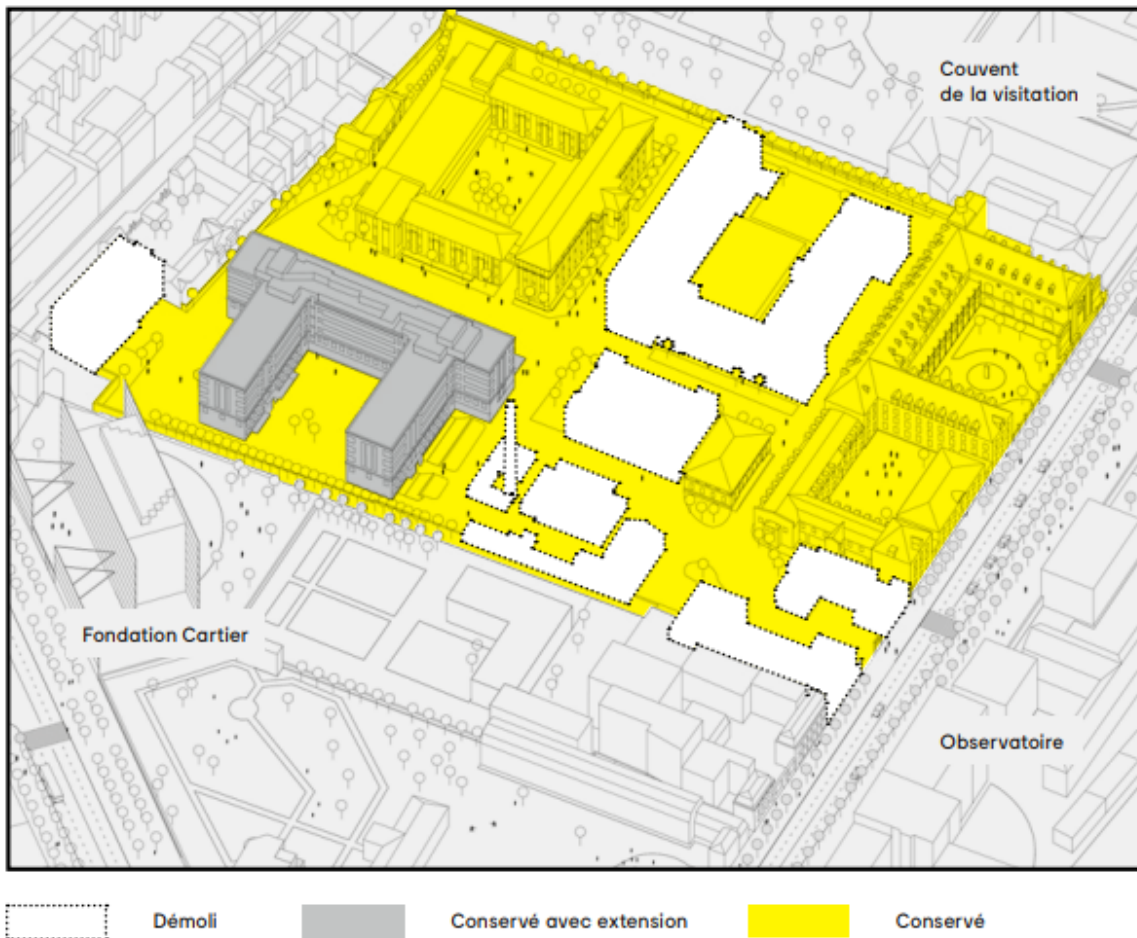 Couvent
de la visitation
Fondation Cartier
Observatoire
Démoli
Conservé avec extension
Conservé